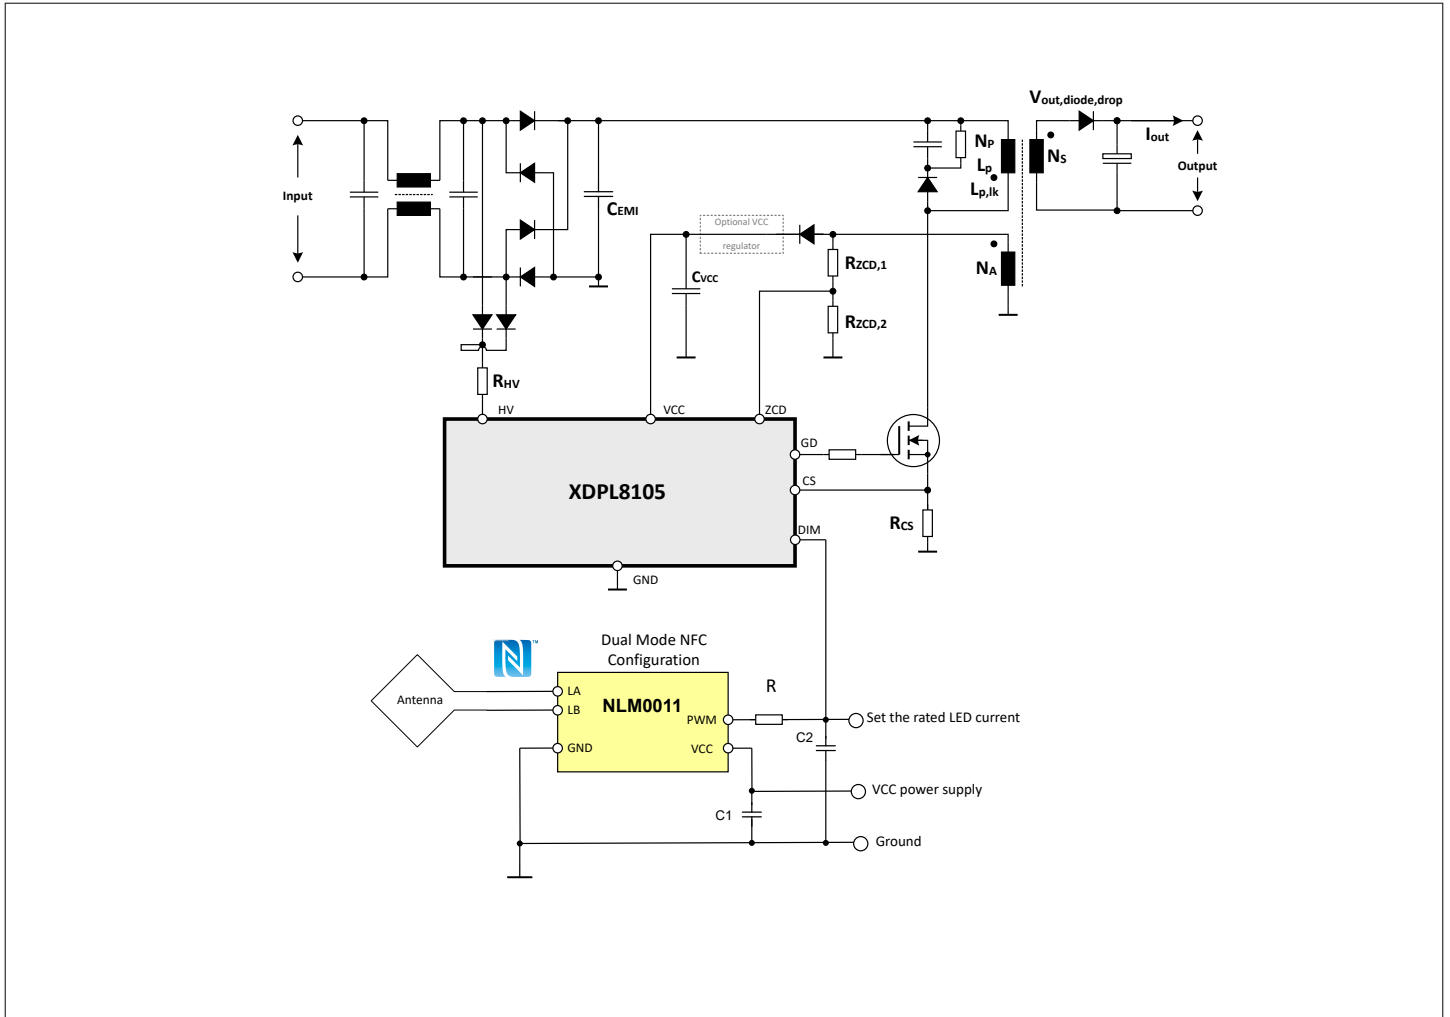 Vout,diode,drop
Iout
Input
NP
Lp
Lp,lk
NS
Output
CEMI
Optional VCC
regulator
RZCD,1
NA
CVCC
RZCD,2
RHV
HV
VCC
ZCD
GD
XDPL8105
CS
RCS
DIM
GND
Dual Mode NFC
Configuration
N™
Antenna
LA
LB
NLM0011
R
PWM
Set the rated LED current
C2
GND
VCC
VCC power supply
C1
Ground